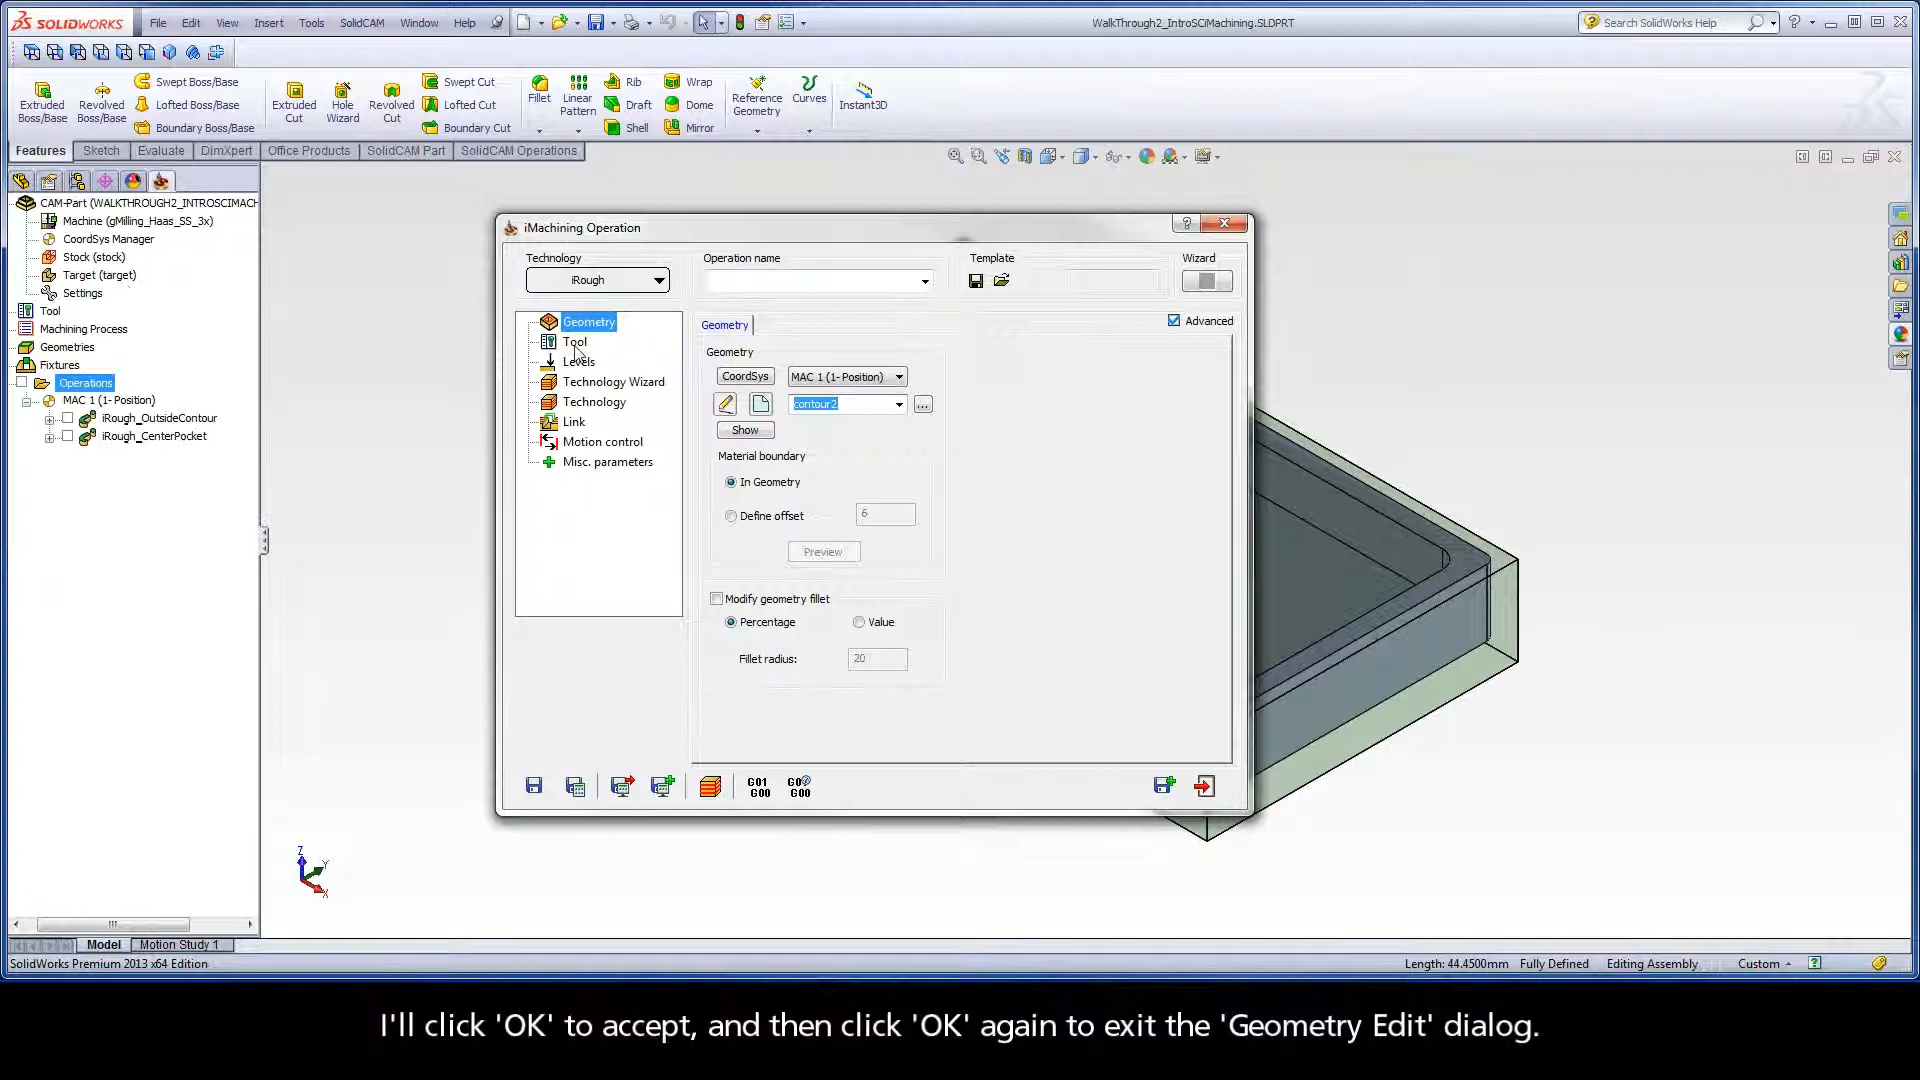 SOLIDWORKS File Edit View Insert Tools SolidCAM Window Help WalkThrough2_IntroSCiMachining.SLDPRT Search SolidWorks Help
Extruded Boss/Base
Revolved Boss/Base
Swept Boss/Base
Lofted Boss/Base
Boundary Boss/Base
Extruded Cut
Hole Wizard
Revolved Cut
Swept Cut
Lofted Cut
Boundary Cut
Fillet
Linear Pattern
Rib
Draft
Shell
Wrap
Dome
Mirror
Reference Geometry
Curves
Instant3D
Features Sketch Evaluate DimXpert Office Products SolidCAM Part SolidCAM Operations
CAM-Part (WALKTHROUGH2_INTROSCIMACH
Machine (gMilling_Haas_SS_3x)
CoordSys Manager
Stock (stock)
Target (target)
Settings
Tool
Machining Process
Geometries
Fixtures
Operations
MAC 1 (1- Position)
iRough_OutsideContour
iRough_CenterPocket
iMachining Operation
Technology
iRough
Operation name
Template
Wizard
Geometry
Tool
Levels
Technology Wizard
Technology
Link
Motion control
Misc. parameters
Geometry
Advanced
Geometry
CoordSys MAC 1 (1- Position)
contour2 ...
Show
Material boundary
In Geometry
Define offset 6
Preview
Modify geometry fillet
Percentage Value
Fillet radius: 20
G01 G00
G0 G00
Z
Y
X
Model Motion Study 1
SolidWorks Premium 2013 x64 Edition Length: 44.4500mm Fully Defined Editing Assembly Custom
I'll click 'OK' to accept, and then click 'OK' again to exit the 'Geometry Edit' dialog.